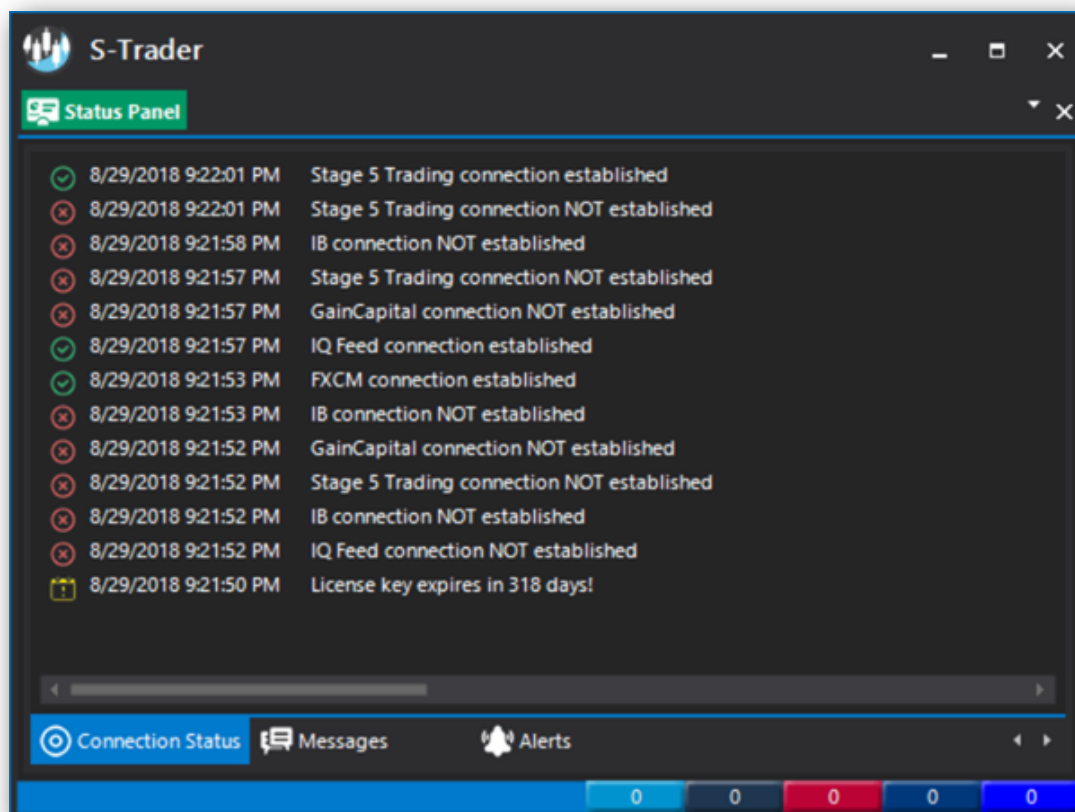 S-Trader
Status Panel
8/29/2018 9:22:01 PM Stage 5 Trading connection established
8/29/2018 9:22:01 PM Stage 5 Trading connection NOT established
8/29/2018 9:21:58 PM IB connection NOT established
8/29/2018 9:21:57 PM Stage 5 Trading connection NOT established
8/29/2018 9:21:57 PM GainCapital connection NOT established
8/29/2018 9:21:57 PM IQ Feed connection established
8/29/2018 9:21:53 PM FXCM connection established
8/29/2018 9:21:53 PM IB connection NOT established
8/29/2018 9:21:52 PM GainCapital connection NOT established
8/29/2018 9:21:52 PM Stage 5 Trading connection NOT established
8/29/2018 9:21:52 PM IB connection NOT established
8/29/2018 9:21:52 PM IQ Feed connection NOT established
8/29/2018 9:21:50 PM License key expires in 318 days!
Connection Status Messages Alerts
0 0 0 0 0